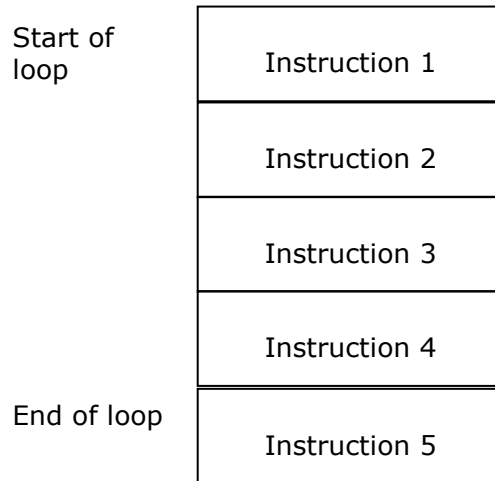 Start of
loop
Instruction 1
Instruction 2
Instruction 3
Instruction 4
End of loop
Instruction 5